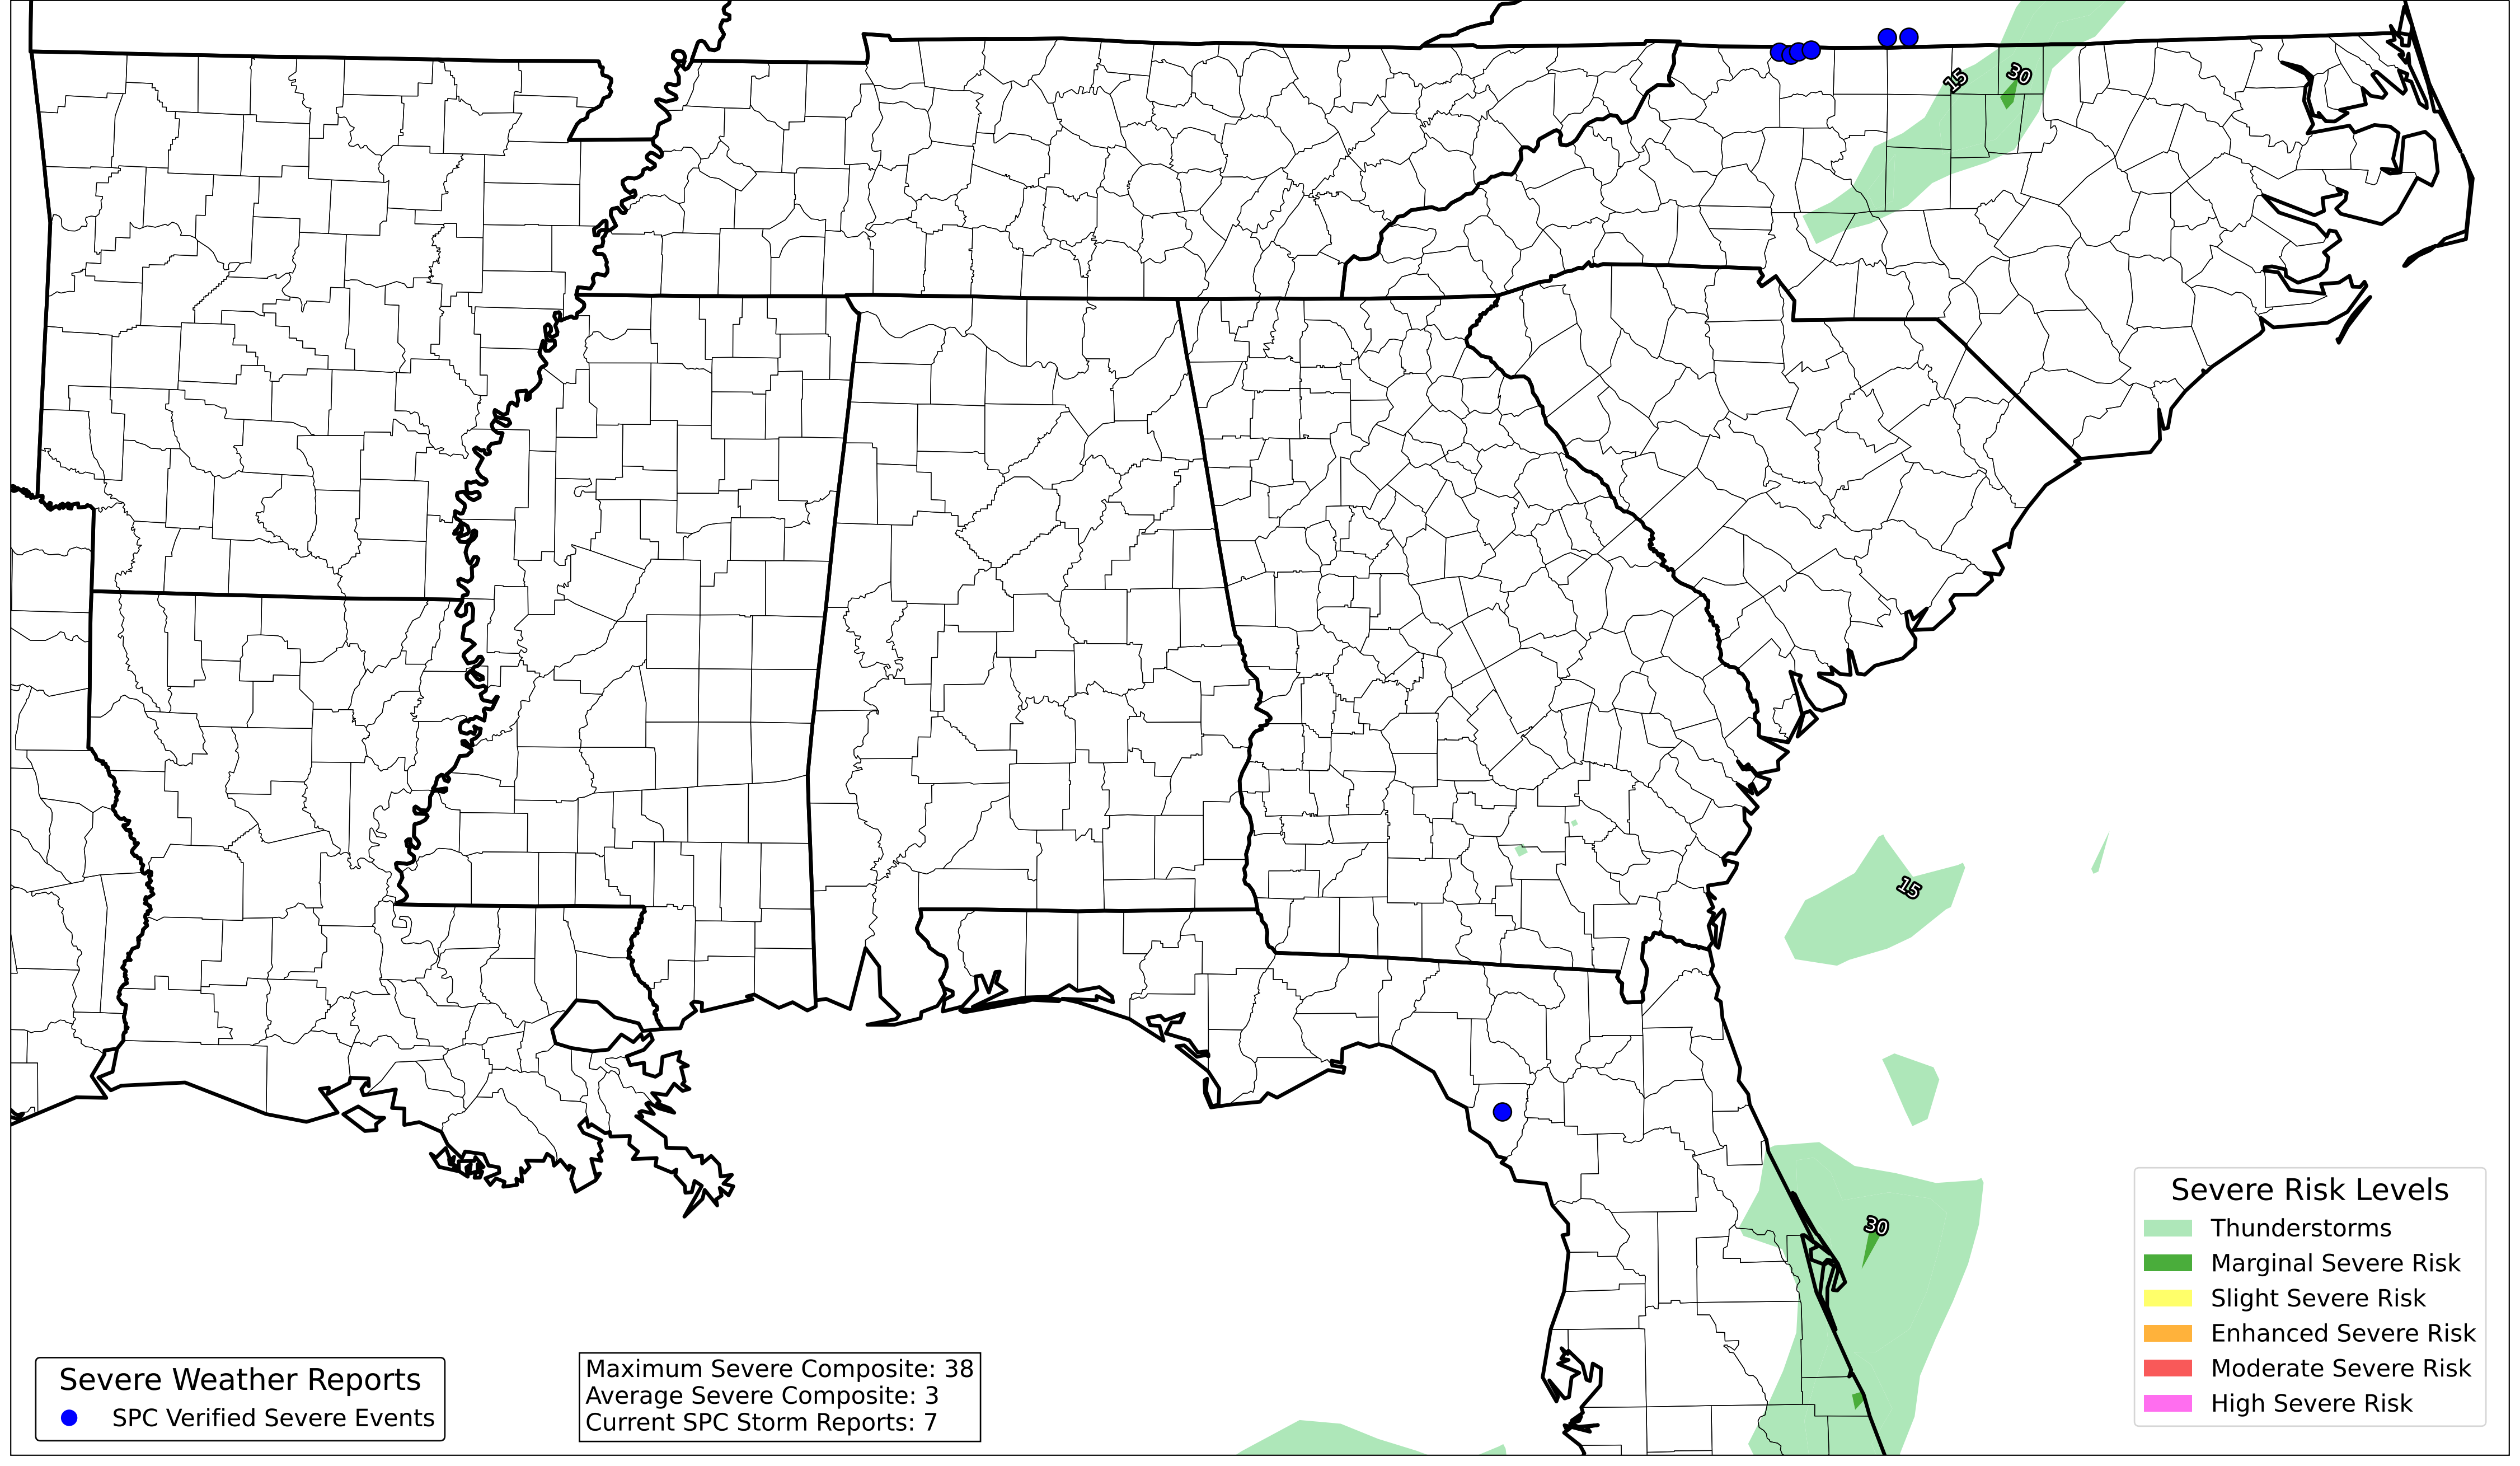 15
30
15
30
Severe Risk Levels
Thunderstorms
Marginal Severe Risk
Slight Severe Risk
Enhanced Severe Risk
Moderate Severe Risk
High Severe Risk
Severe Weather Reports
SPC Verified Severe Events
Maximum Severe Composite: 38
Average Severe Composite: 3
Current SPC Storm Reports: 7